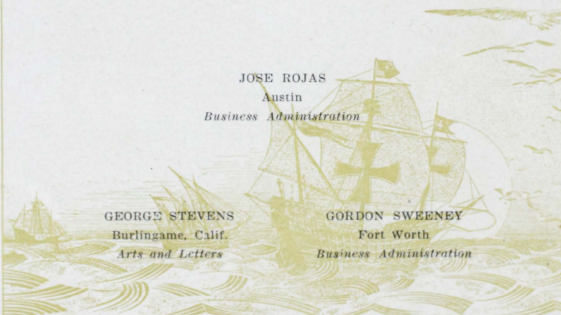 JOSE ROJAS
Austin
Business Administration
GEORGE STEVENS
Burlingame, Calif.
Arts and Letters
GORDON SWEENEY
Fort Worth
Business Administration